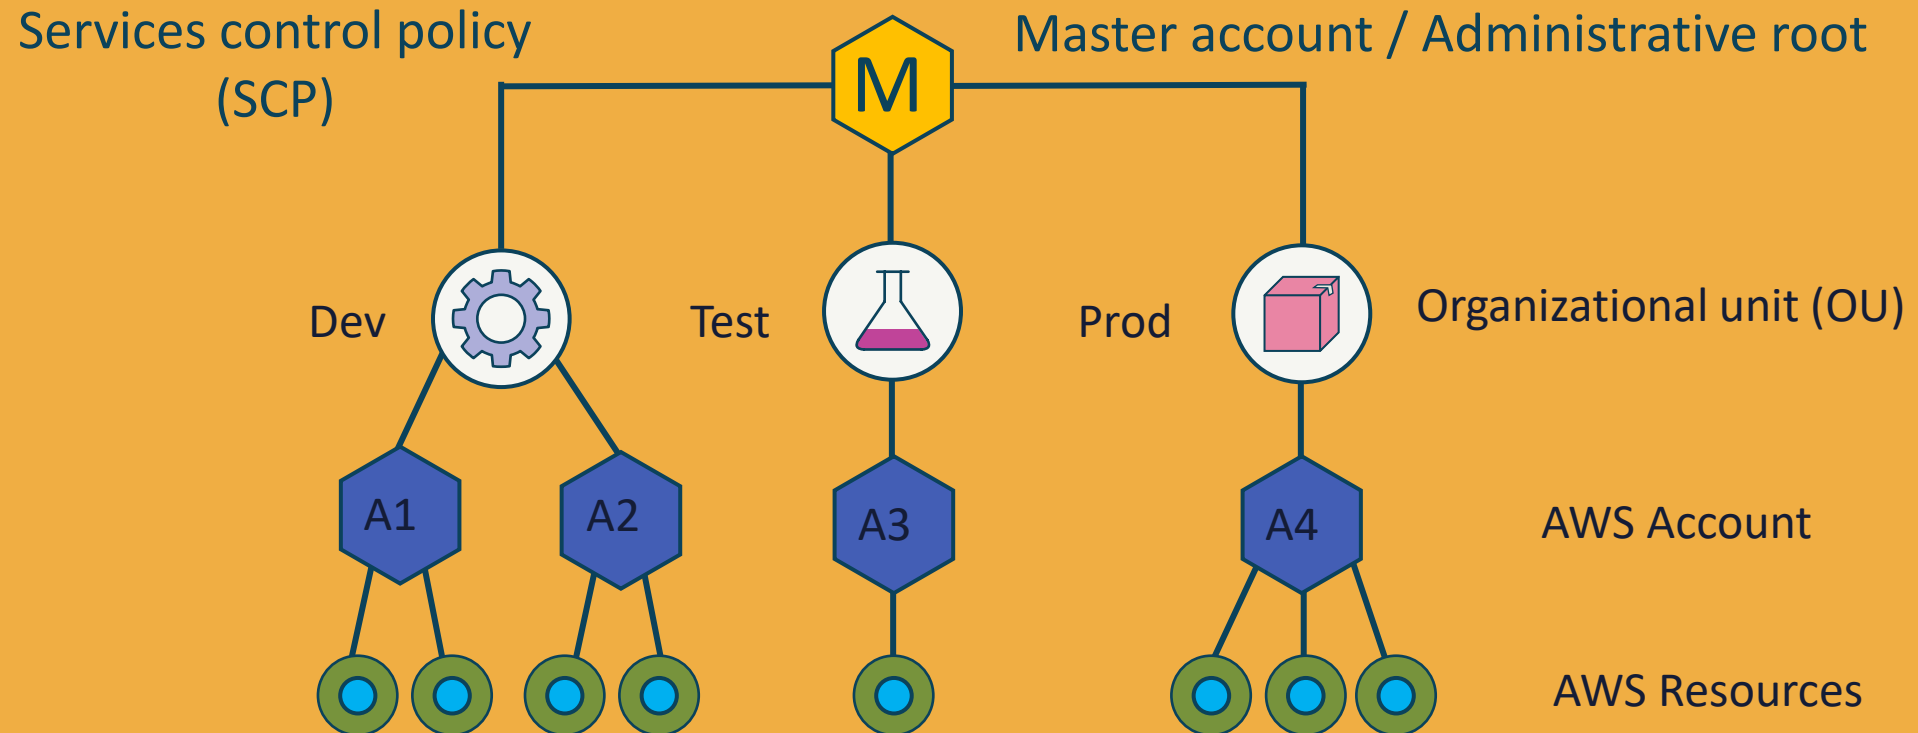 Services control policy
(SCP)
M
Master account / Administrative root
Dev
Test
Prod
Organizational unit (OU)
A1
A2
A3
A4
AWS Account
AWS Resources